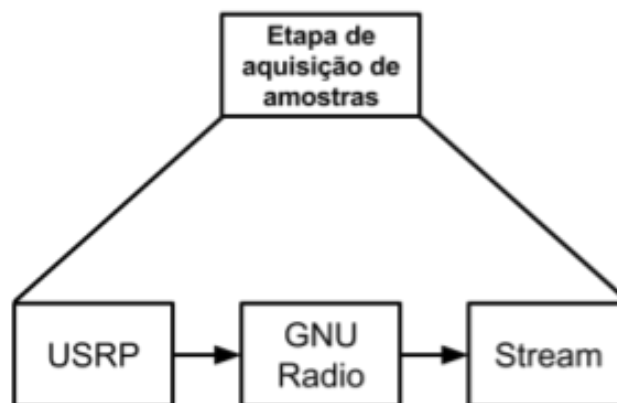 Etapa de
aquisição de
amostras
USRP
GNU
Radio
Stream